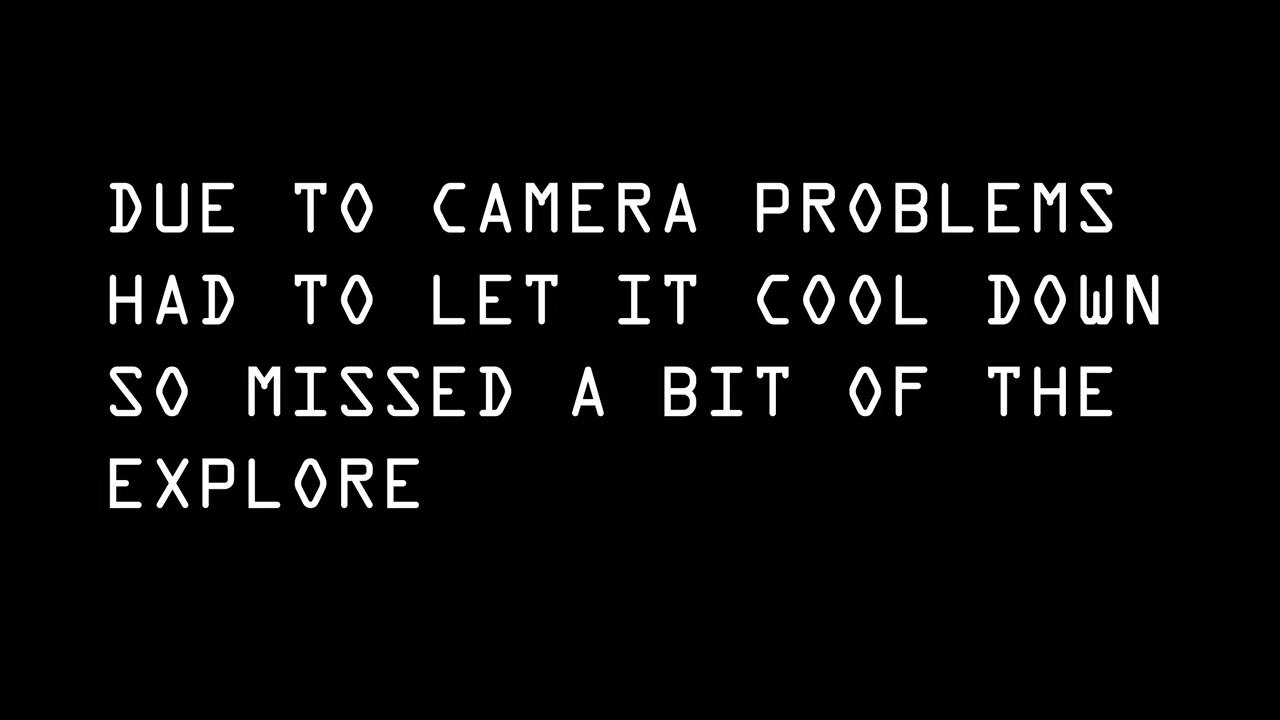 DUE TO CAMERA PROBLEMS
HAD TO LET IT COOL DOWN
SO MISSED A BIT OF THE
EXPLORE